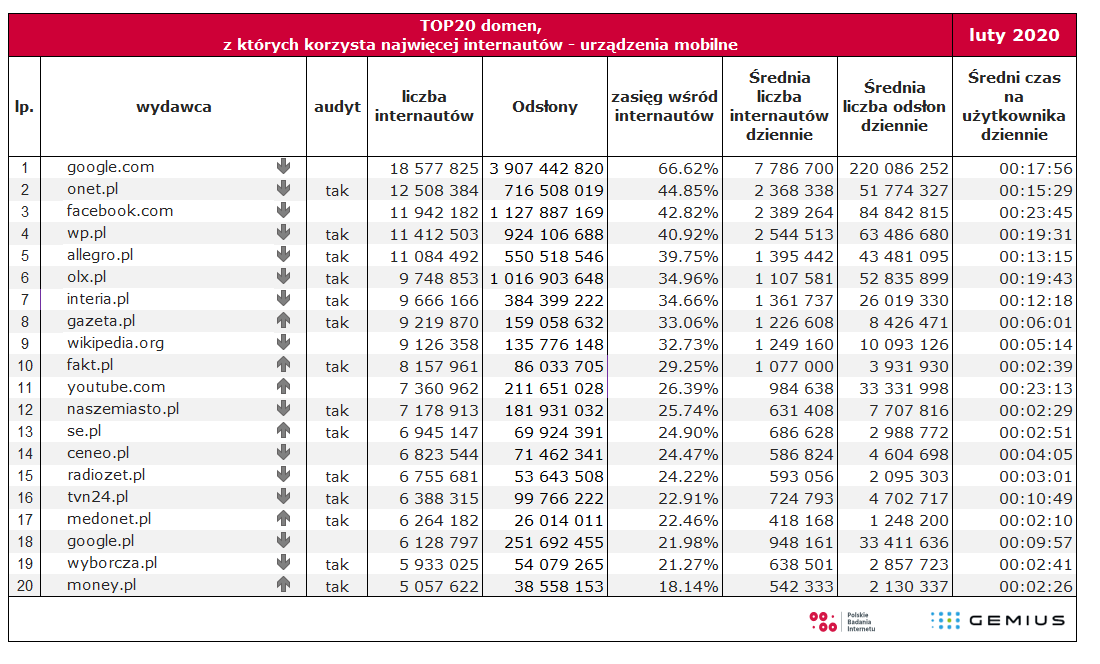 TOP20 domen,
z których korzysta najwięcej internautów - urządzenia mobilne
luty 2020
lp. wydawca audyt liczba internautów Odsłony zasięg wśród internautów Średnia liczba internautów dziennie Średnia liczba odsłon dziennie Średni czas na użytkownika dziennie
1 google.com 18 577 825 3 907 442 820 66.62% 7 786 700 220 086 252 00:17:56
2 onet.pl tak 12 508 384 716 508 019 44.85% 2 368 338 51 774 327 00:15:29
3 facebook.com 11 942 182 1 127 887 169 42.82% 2 389 264 84 842 815 00:23:45
4 wp.pl tak 11 412 503 924 106 688 40.92% 2 544 513 63 486 680 00:19:31
5 allegro.pl tak 11 084 492 550 518 546 39.75% 1 395 442 43 481 095 00:13:15
6 olx.pl tak 9 748 853 1 016 903 648 34.96% 1 107 581 52 835 899 00:19:43
7 interia.pl tak 9 666 166 384 399 222 34.66% 1 361 737 26 019 330 00:12:18
8 gazeta.pl tak 9 219 870 159 058 632 33.06% 1 226 608 8 426 471 00:06:01
9 wikipedia.org 9 126 358 135 776 148 32.73% 1 249 160 10 093 126 00:05:14
10 fakt.pl tak 8 157 961 86 033 705 29.25% 1 077 000 3 931 930 00:02:39
11 youtube.com 7 360 962 211 651 028 26.39% 984 638 33 331 998 00:23:13
12 naszemiasto.pl tak 7 178 913 181 931 032 25.74% 631 408 7 707 816 00:02:29
13 se.pl tak 6 945 147 69 924 391 24.90% 686 628 2 988 772 00:02:51
14 ceneo.pl 6 823 544 71 462 341 24.47% 586 824 4 604 698 00:04:05
15 radiozet.pl tak 6 755 681 53 643 508 24.22% 593 056 2 095 303 00:03:01
16 tvn24.pl tak 6 388 315 99 766 222 22.91% 724 793 4 702 717 00:10:49
17 medonet.pl tak 6 264 182 26 014 011 22.46% 418 168 1 248 200 00:02:10
18 google.pl 6 128 797 251 692 455 21.98% 948 161 33 411 636 00:09:57
19 wyborcza.pl tak 5 933 025 54 079 265 21.27% 638 501 2 857 723 00:02:41
20 money.pl tak 5 057 622 38 558 153 18.14% 542 333 2 130 337 00:02:26
Polskie
Badania
Internetu
GEMIUS